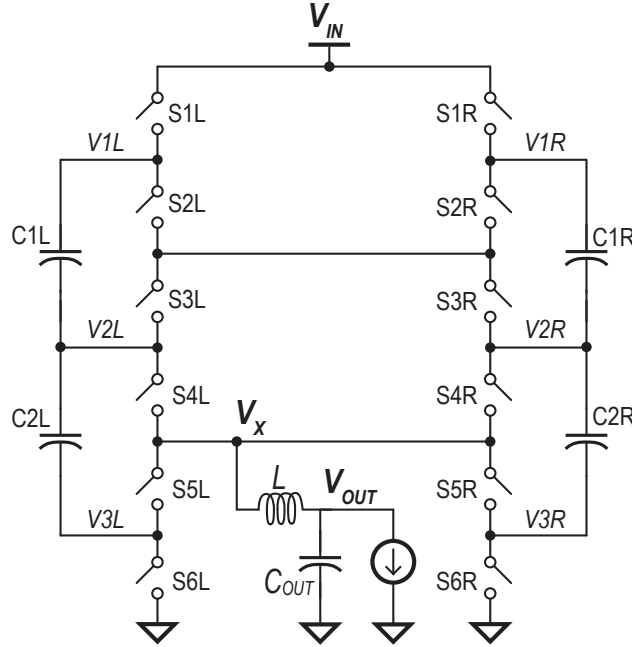 V_IN
S1L S1R
V1L V1R
S2L S2R
C1L C1R
S3L S3R
V2L V2R
S4L S4R
C2L V_X C2R
L V_OUT
S5L S5R
V3L V3R
C_OUT
S6L S6R